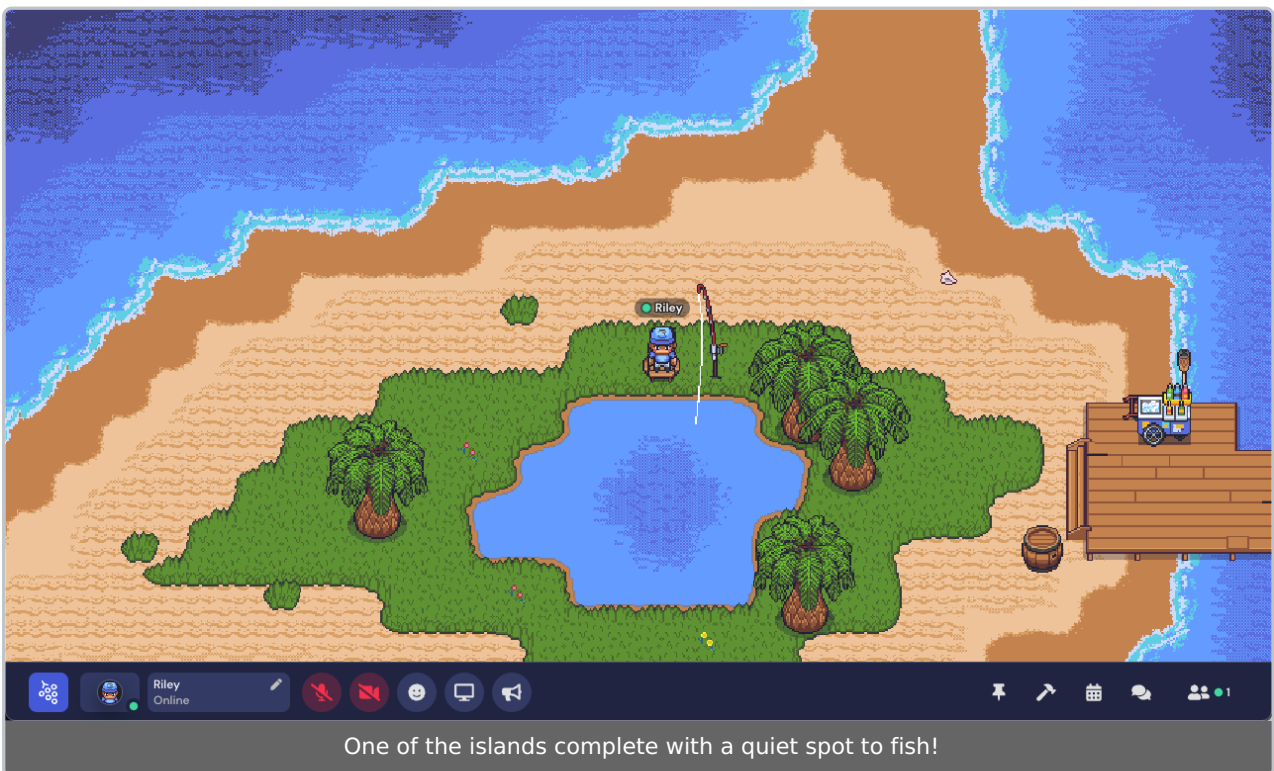 Riley
Riley
Online
1
One of the islands complete with a quiet spot to fish!